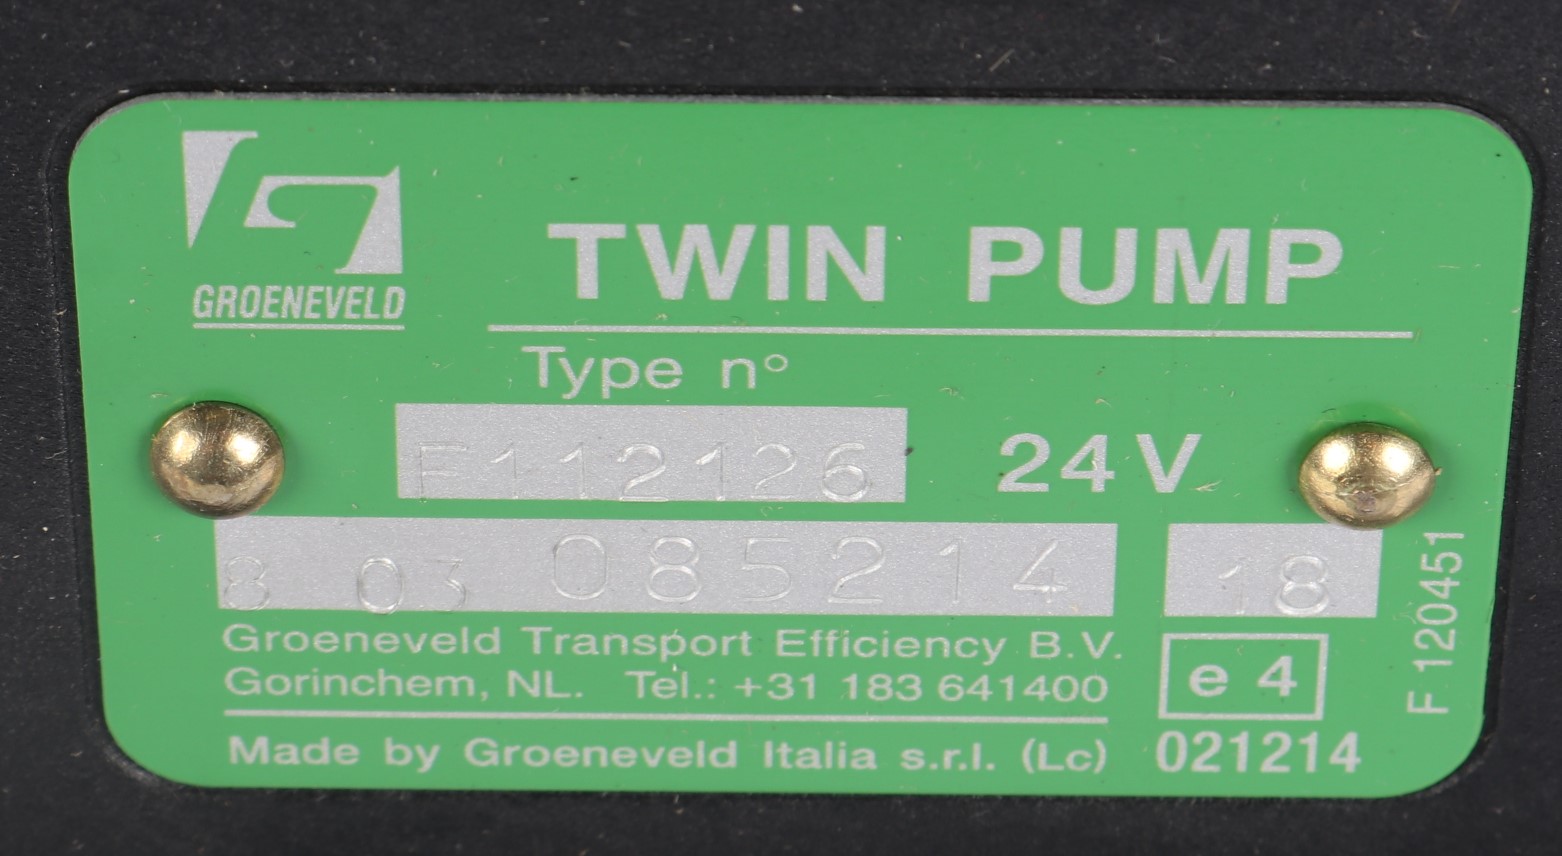 GROENEVELD
TWIN PUMP
Type n°
F112126 24V
8 03 085214 18
Groeneveld Transport Efficiency B.V.
Gorinchem, NL. Tel.: +31 183 641400
e 4
Made by Groeneveld Italia s.r.l. (Lc) 021214
F 120451